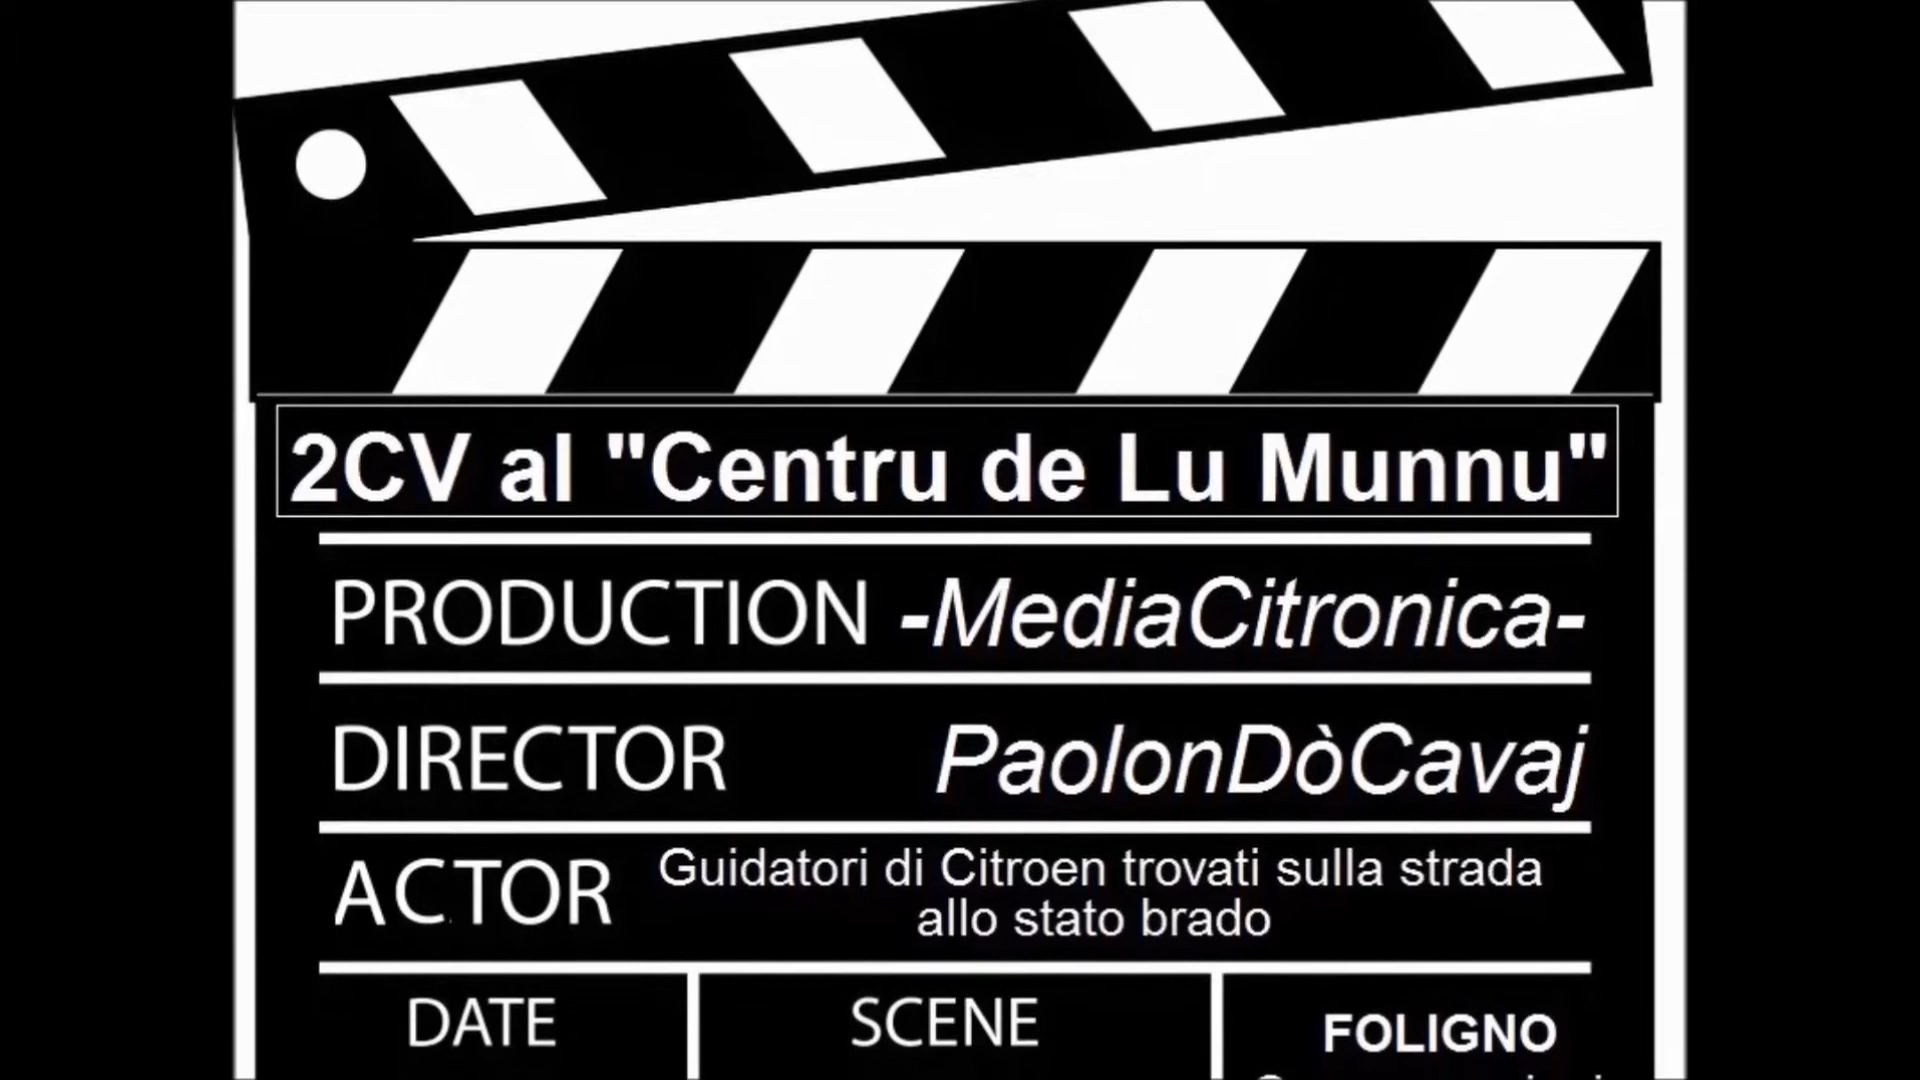 2CV al "Centru de Lu Munnu"
PRODUCTION -MediaCitronica-
DIRECTOR PaolonDòCavaj
ACTOR Guidatori di Citroen trovati sulla strada
allo stato brado
DATE SCENE FOLIGNO